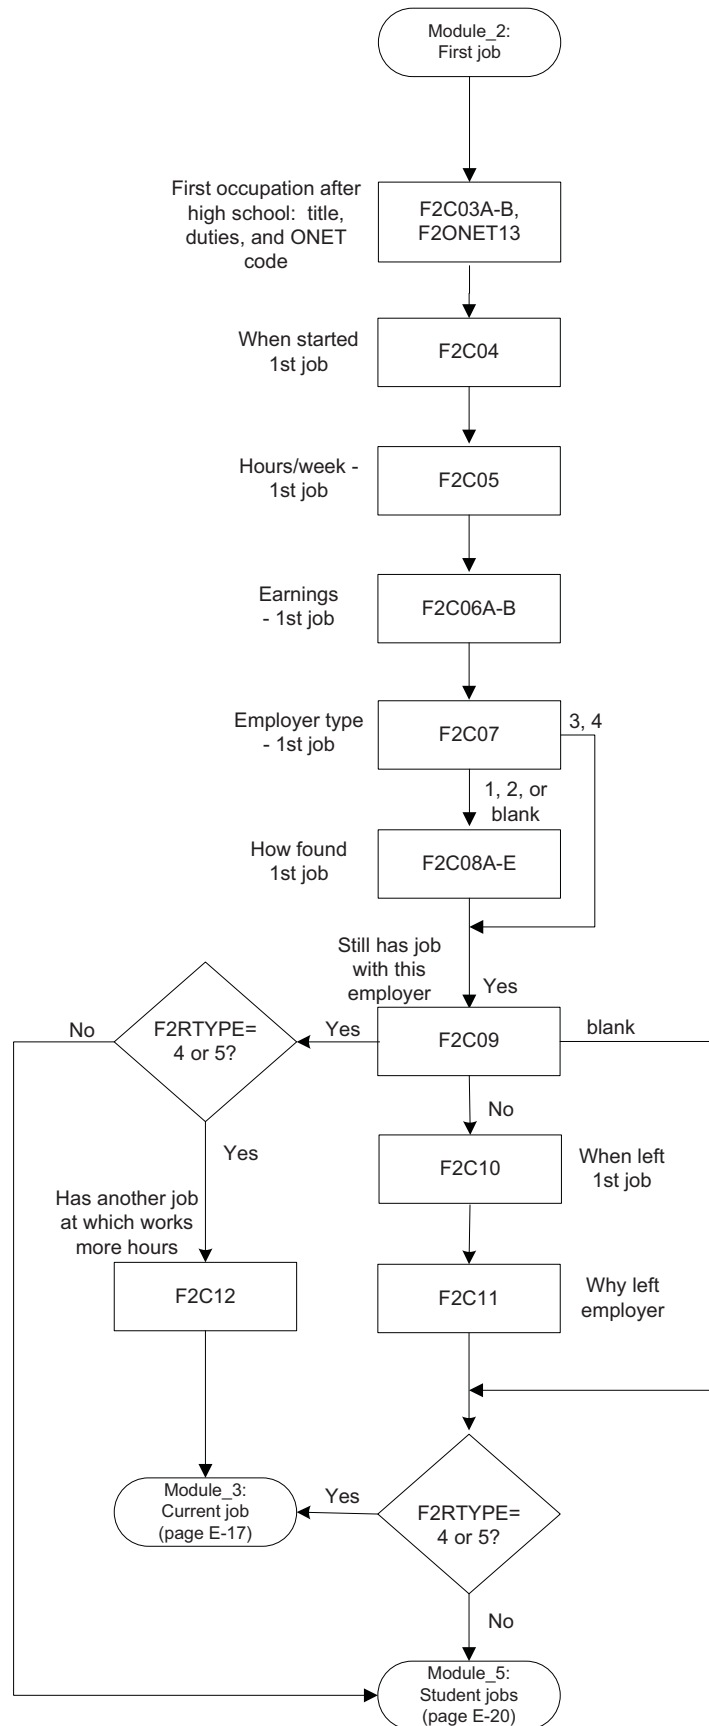 Module_2:
First job
First occupation after
high school:  title,
duties, and ONET
code
F2C03A-B,
F2ONET13
When started
1st job
F2C04
Hours/week -
1st job
F2C05
Earnings
- 1st job
F2C06A-B
Employer type
- 1st job
F2C07
3, 4
1, 2, or
blank
How found
1st job
F2C08A-E
Still has job
with this
employer
Yes
No
F2RTYPE=
4 or 5?
Yes
F2C09
blank
Yes
No
F2C10
When left
1st job
Has another job
at which works
more hours
F2C12
F2C11
Why left
employer
Module_3:
Current job
(page E-17)
Yes
F2RTYPE=
4 or 5?
No
Module_5:
Student jobs
(page E-20)